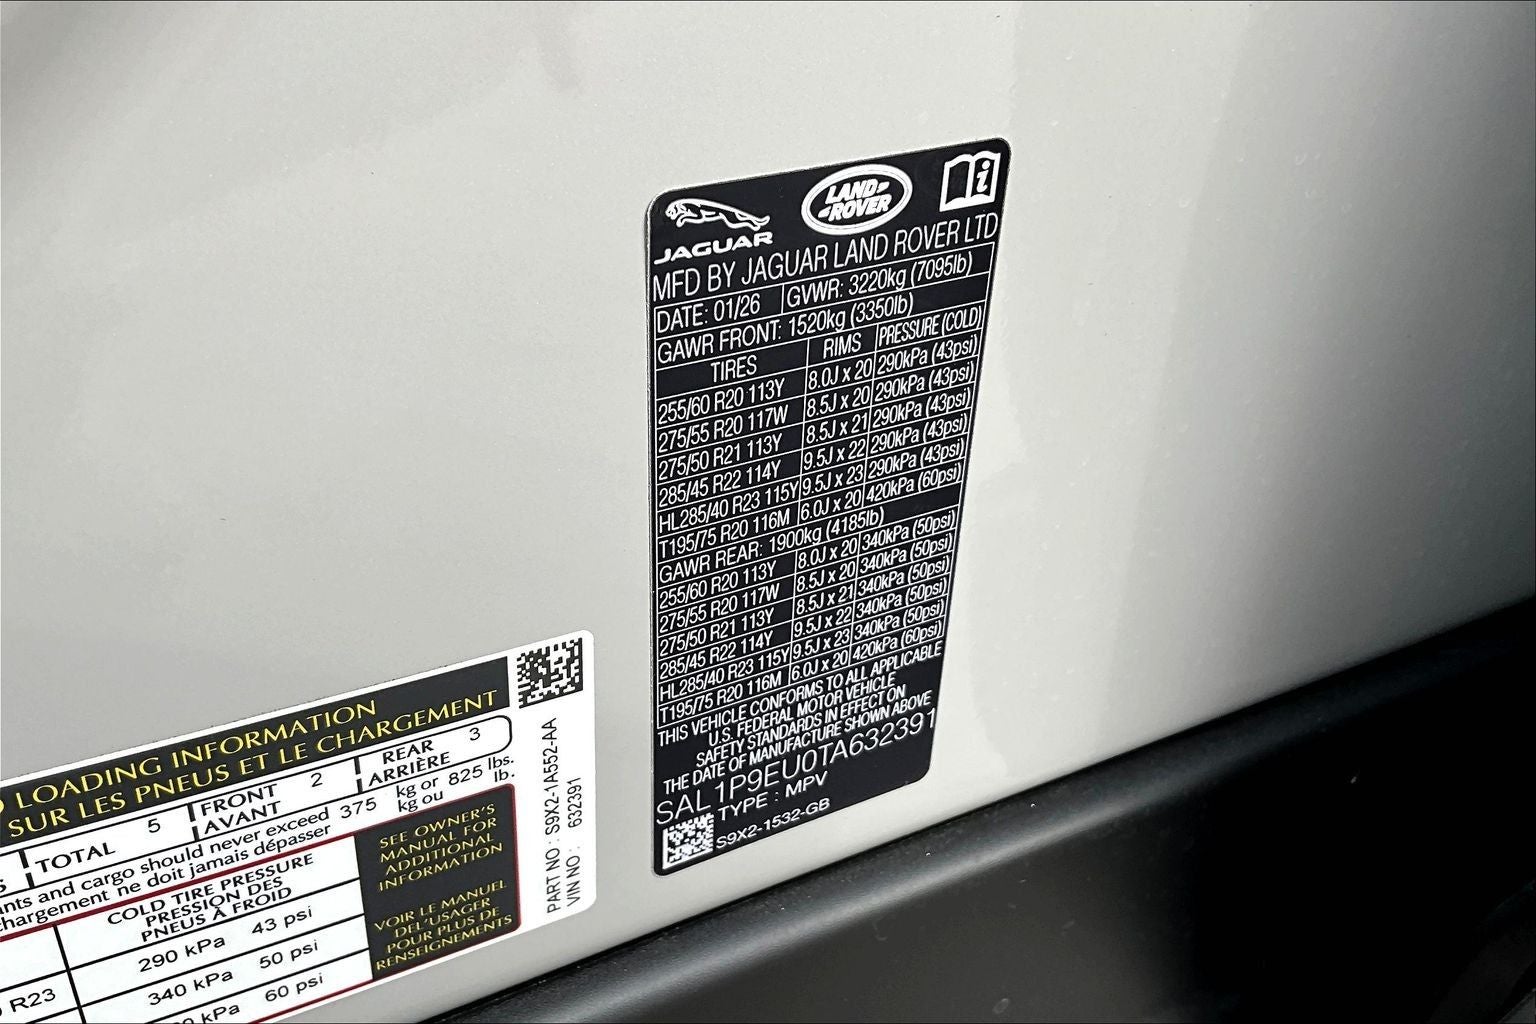 JAGUAR
LAND ROVER
MFD BY JAGUAR LAND ROVER LTD
DATE: 01/26 GVWR: 3220kg (7095lb)
GAWR FRONT: 1520kg (3350lb)
TIRES RIMS PRESSURE (COLD)
255/60 R20 113Y 8.0J x 20 290kPa (43psi)
275/55 R20 117W 8.5J x 20 290kPa (43psi)
275/50 R21 113Y 8.5J x 21 290kPa (43psi)
285/45 R22 114Y 9.5J x 22 290kPa (43psi)
HL285/40 R23 115Y 9.5J x 23 290kPa (43psi)
T195/75 R20 116M 6.0J x 20 420kPa (60psi)
GAWR REAR: 1900kg (4185lb)
255/60 R20 113Y 8.0J x 20 340kPa (50psi)
275/55 R20 117W 8.5J x 20 340kPa (50psi)
275/50 R21 113Y 8.5J x 21 340kPa (50psi)
285/45 R22 114Y 9.5J x 22 340kPa (50psi)
HL285/40 R23 115Y 9.5J x 23 340kPa (50psi)
T195/75 R20 116M 6.0J x 20 420kPa (60psi)
THIS VEHICLE CONFORMS TO ALL APPLICABLE
U.S. FEDERAL MOTOR VEHICLE
SAFETY STANDARDS IN EFFECT ON
THE DATE OF MANUFACTURE SHOWN ABOVE
SAL1P9EU0TA632391
TYPE : MPV
S9X2-1532-GB
LOADING INFORMATION
SUR LES PNEUS ET LE CHARGEMENT
TOTAL 5 FRONT AVANT 2 REAR ARRIÈRE 3
and cargo should never exceed 375 kg or 825 lbs.
ne doit jamais dépasser kg ou lb.
COLD TIRE PRESSURE
PRESSION DES
PNEUS À FROID
290 kPa 43 psi
R23 340 kPa 50 psi
kPa 60 psi
SEE OWNER'S
MANUAL FOR
ADDITIONAL
INFORMATION
VOIR LE MANUEL
DEL'USAGER
POUR PLUS DE
RENSEIGNEMENTS
PART NO : S9X2-1A552-AA
VIN NO : 632391